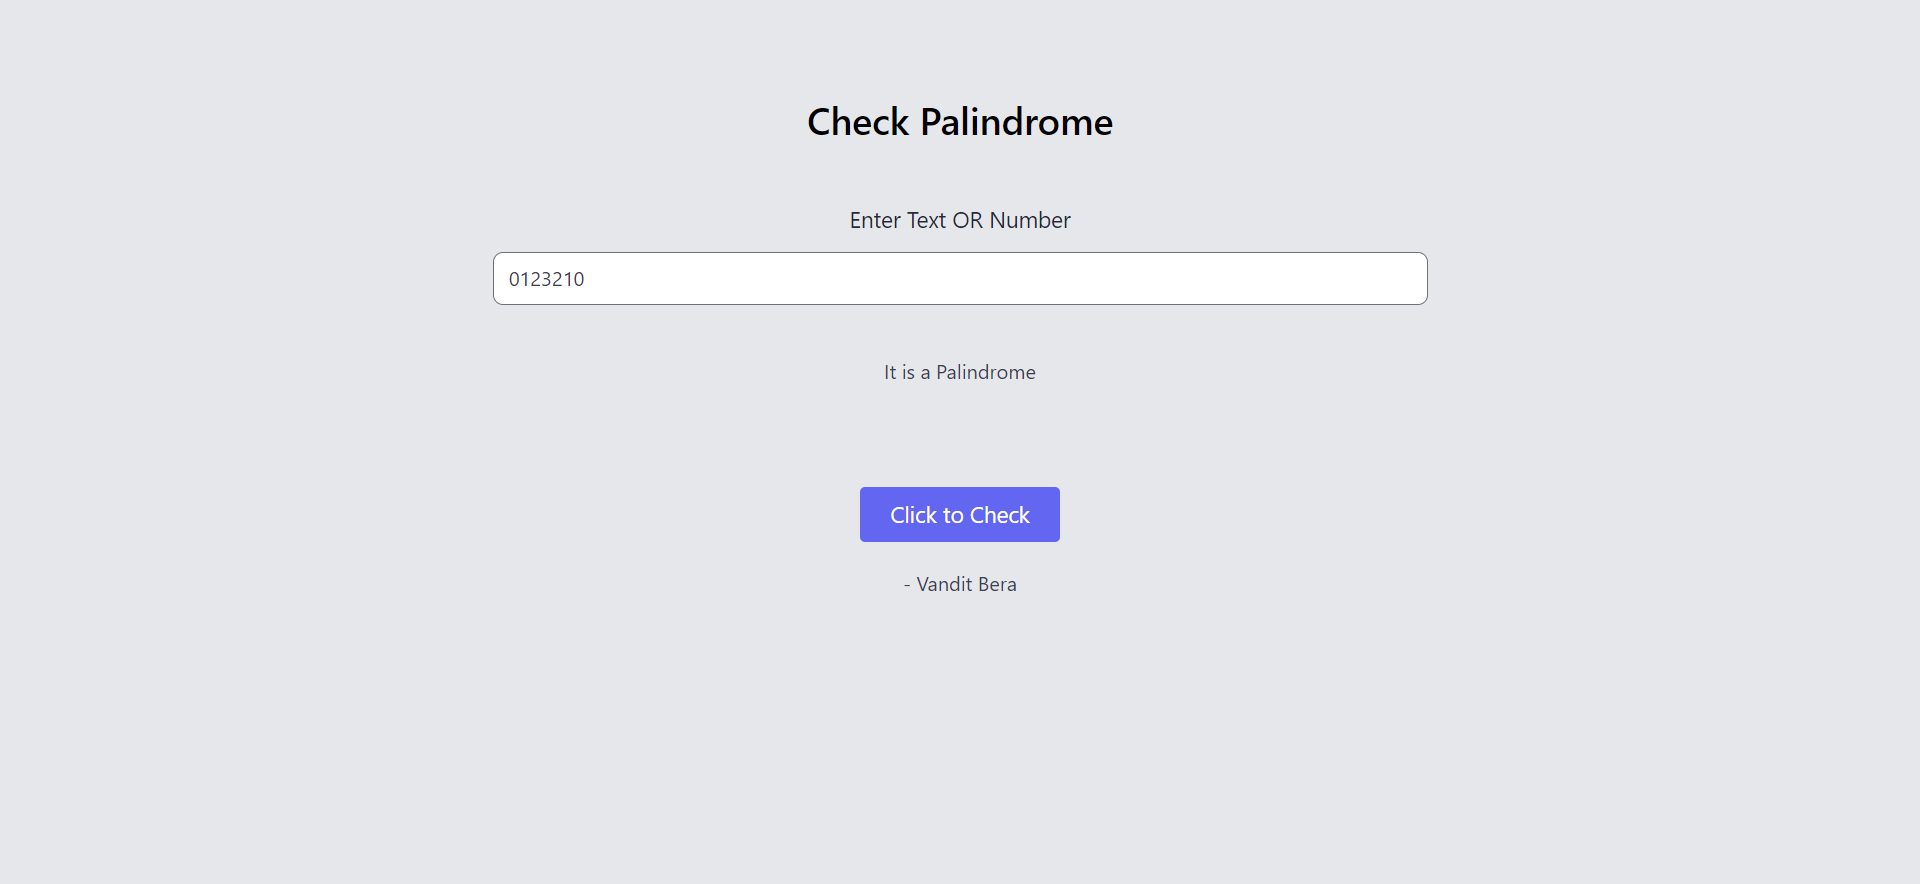 Check Palindrome
Enter Text OR Number
0123210
It is a Palindrome
Click to Check
- Vandit Bera